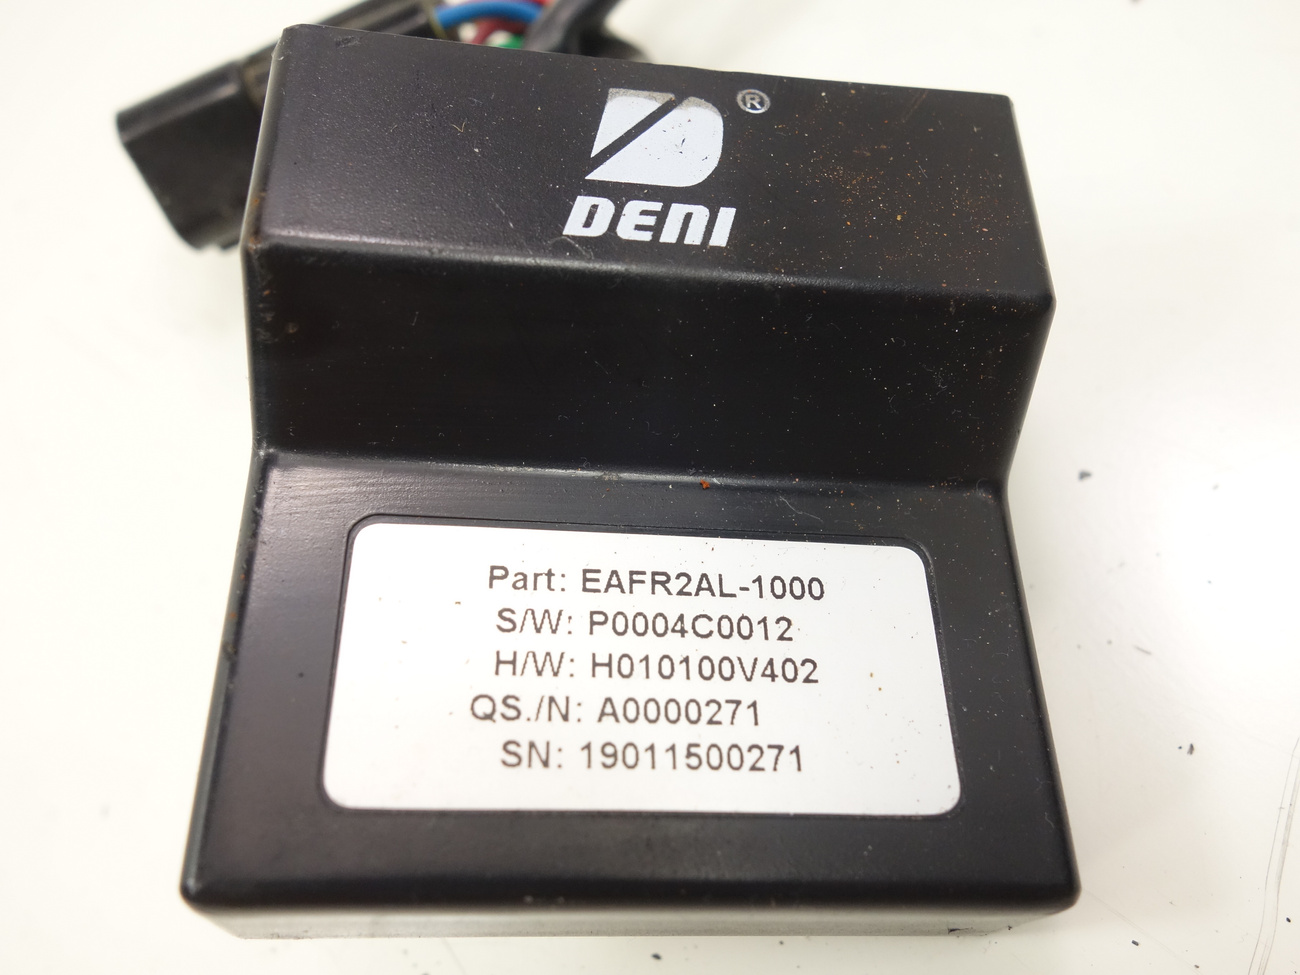 ®
DENI
Part: EAFR2AL-1000
S/W: P0004C0012
H/W: H010100V402
QS./N: A0000271
SN: 19011500271